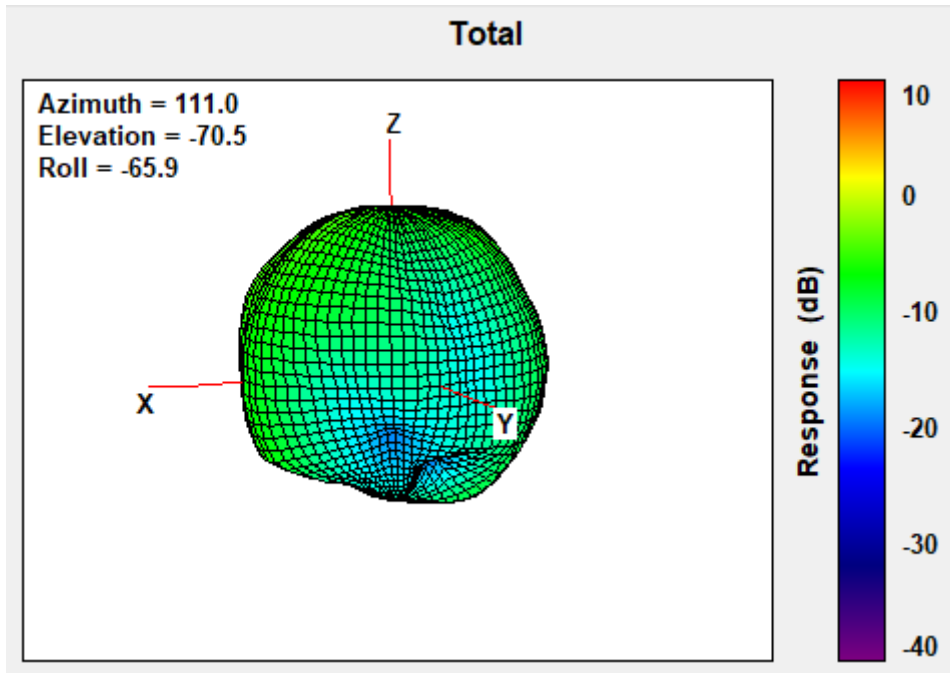 Total
Azimuth = 111.0
Elevation = -70.5
Roll = -65.9
Z
X
Y
10
0
-10
-20
-30
-40
Response (dB)